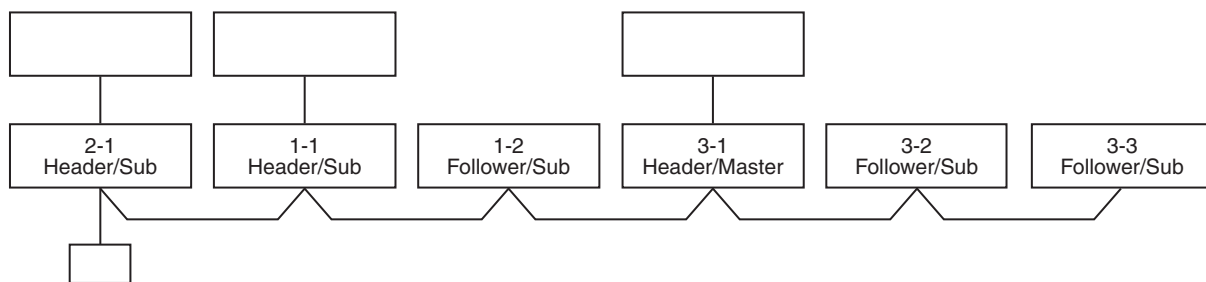 2-1
Header/Sub
1-1
Header/Sub
1-2
Follower/Sub
3-1
Header/Master
3-2
Follower/Sub
3-3
Follower/Sub